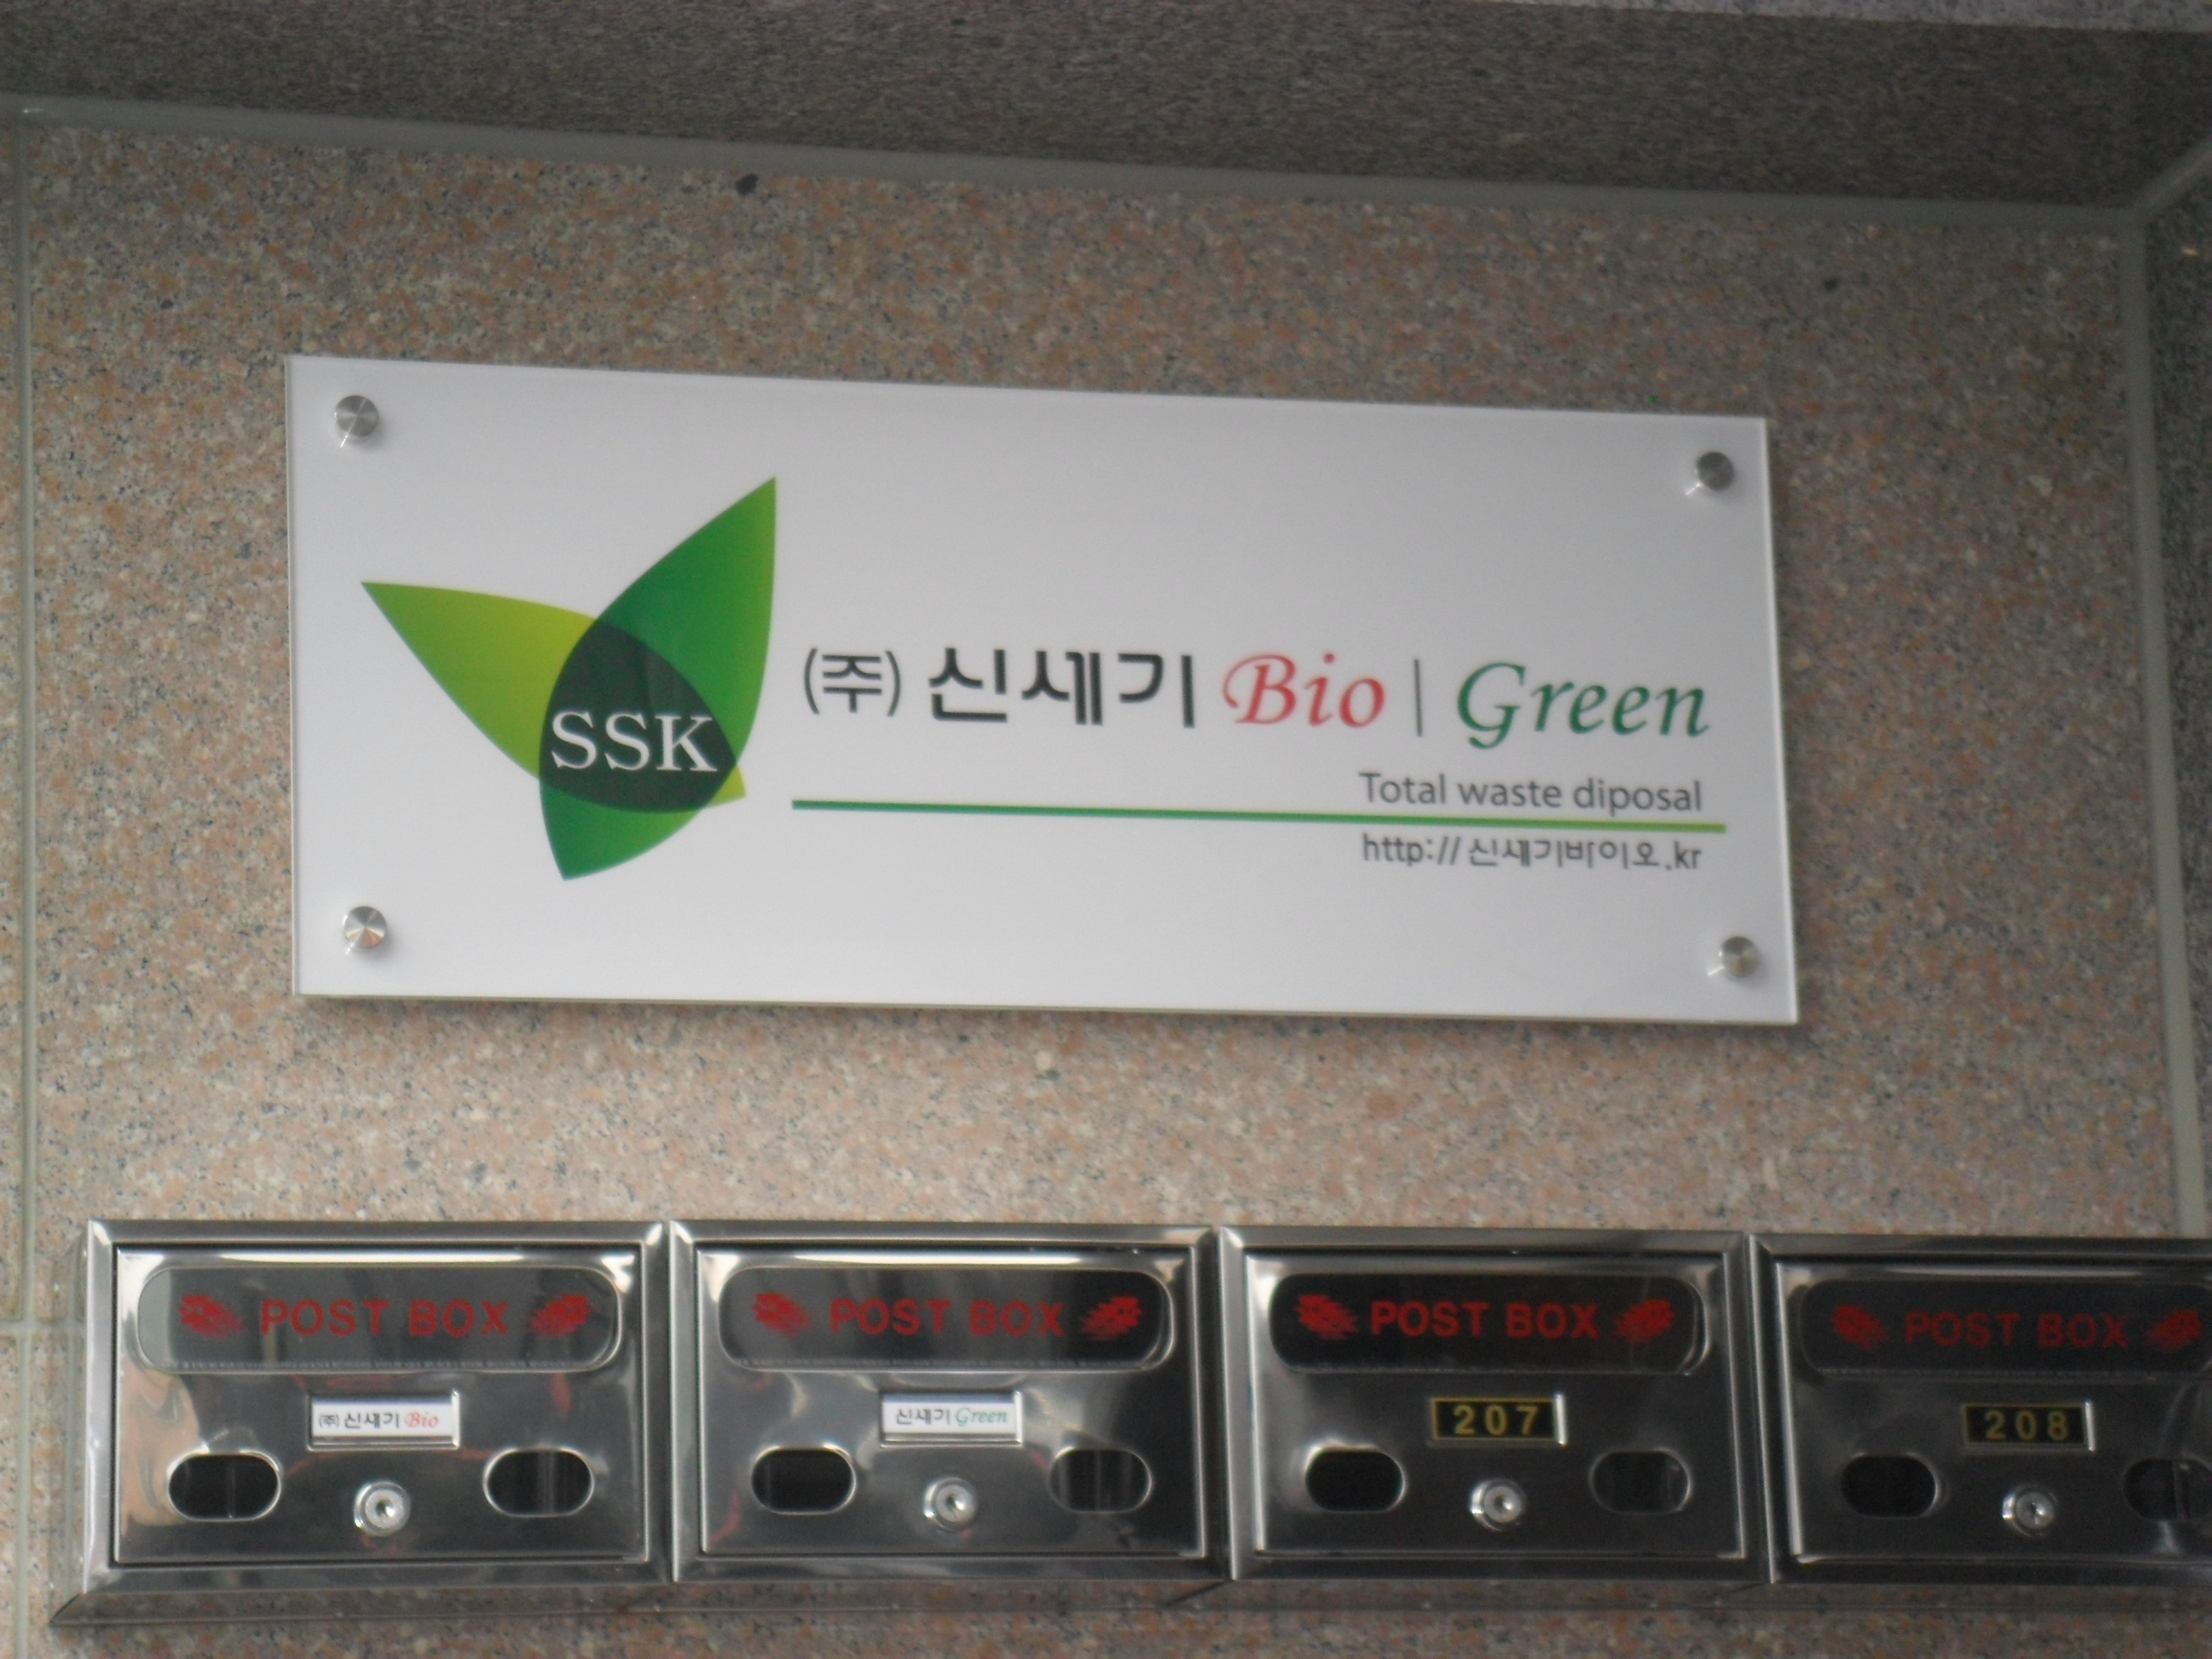 SSK
(주) 신세기 Bio | Green
Total waste diposal
http://신세기바이오.kr
POST BOX
POST BOX
POST BOX
POST BOX
(주)신세기 Bio
신세기 Green
207
208